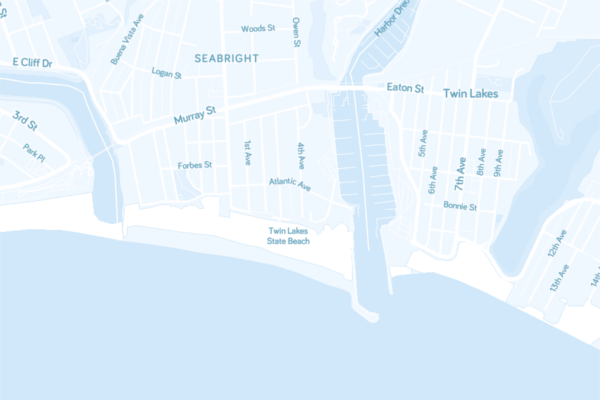 St
Buena Vista Ave
Woods St
Owen St
E Cliff Dr
SEABRIGHT
Logan St
Eaton St
Twin Lakes
Murray St
3rd St
Park Pl
1st Ave
4th Ave
5th Ave
Forbes St
6th Ave
7th Ave
8th Ave
9th Ave
Atlantic Ave
Bonnie St
Twin Lakes
State Beach
12th Ave
13th Ave